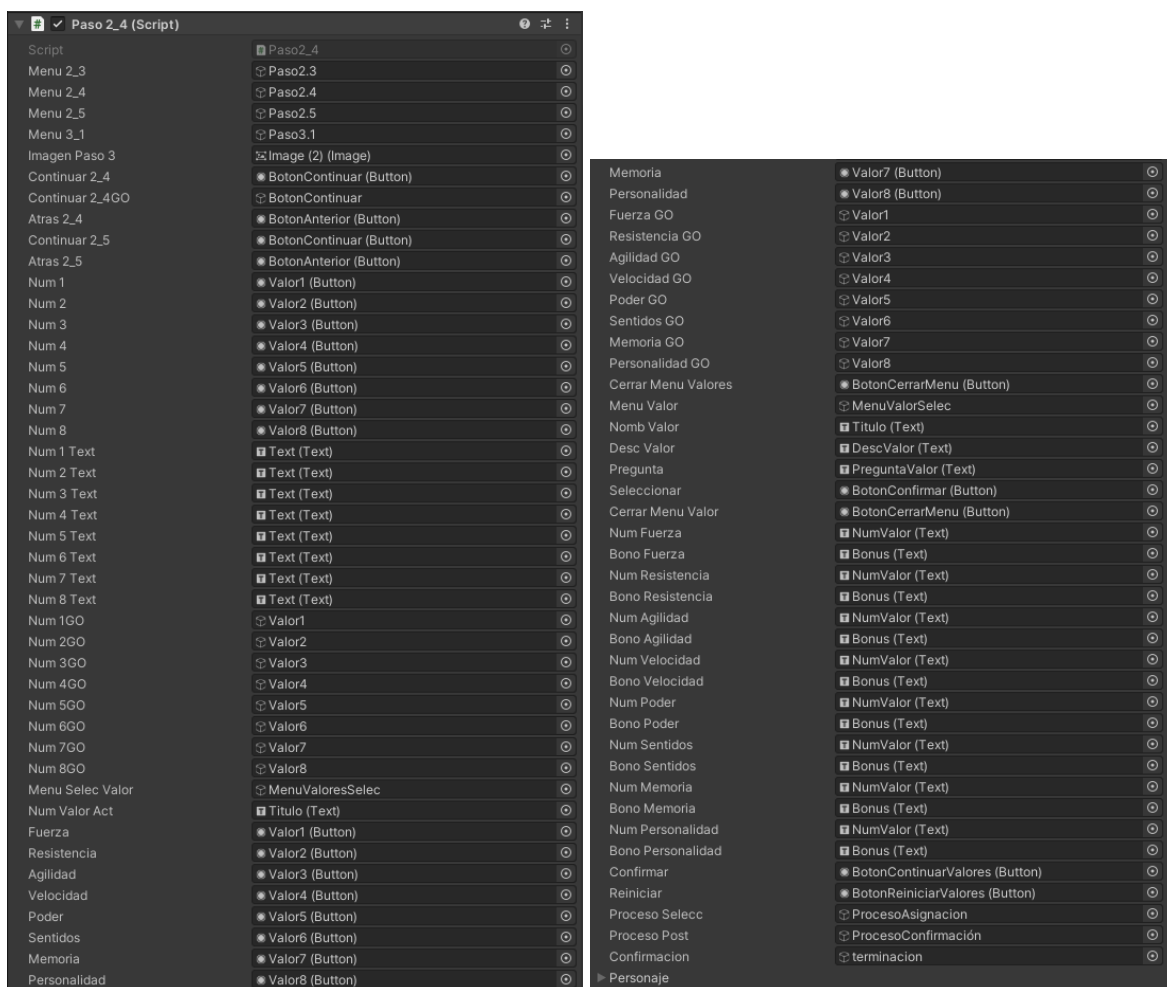 Paso 2_4 (Script)
Script Paso2_4
Menu 2_3 Paso2.3
Menu 2_4 Paso2.4
Menu 2_5 Paso2.5
Menu 3_1 Paso3.1
Imagen Paso 3 Image (2) (Image)
Continuar 2_4 BotonContinuar (Button)
Continuar 2_4GO BotonContinuar
Atras 2_4 BotonAnterior (Button)
Continuar 2_5 BotonContinuar (Button)
Atras 2_5 BotonAnterior (Button)
Num 1 Valor1 (Button)
Num 2 Valor2 (Button)
Num 3 Valor3 (Button)
Num 4 Valor4 (Button)
Num 5 Valor5 (Button)
Num 6 Valor6 (Button)
Num 7 Valor7 (Button)
Num 8 Valor8 (Button)
Num 1 Text Text (Text)
Num 2 Text Text (Text)
Num 3 Text Text (Text)
Num 4 Text Text (Text)
Num 5 Text Text (Text)
Num 6 Text Text (Text)
Num 7 Text Text (Text)
Num 8 Text Text (Text)
Num 1GO Valor1
Num 2GO Valor2
Num 3GO Valor3
Num 4GO Valor4
Num 5GO Valor5
Num 6GO Valor6
Num 7GO Valor7
Num 8GO Valor8
Menu Selec Valor MenuValoresSelec
Num Valor Act Titulo (Text)
Fuerza Valor1 (Button)
Resistencia Valor2 (Button)
Agilidad Valor3 (Button)
Velocidad Valor4 (Button)
Poder Valor5 (Button)
Sentidos Valor6 (Button)
Memoria Valor7 (Button)
Personalidad Valor8 (Button)
Memoria Valor7 (Button)
Personalidad Valor8 (Button)
Fuerza GO Valor1
Resistencia GO Valor2
Agilidad GO Valor3
Velocidad GO Valor4
Poder GO Valor5
Sentidos GO Valor6
Memoria GO Valor7
Personalidad GO Valor8
Cerrar Menu Valores BotonCerrarMenu (Button)
Menu Valor MenuValorSelec
Nomb Valor Titulo (Text)
Desc Valor DescValor (Text)
Pregunta PreguntaValor (Text)
Seleccionar BotonConfirmar (Button)
Cerrar Menu Valor BotonCerrarMenu (Button)
Num Fuerza NumValor (Text)
Bono Fuerza Bonus (Text)
Num Resistencia NumValor (Text)
Bono Resistencia Bonus (Text)
Num Agilidad NumValor (Text)
Bono Agilidad Bonus (Text)
Num Velocidad NumValor (Text)
Bono Velocidad Bonus (Text)
Num Poder NumValor (Text)
Bono Poder Bonus (Text)
Num Sentidos NumValor (Text)
Bono Sentidos Bonus (Text)
Num Memoria NumValor (Text)
Bono Memoria Bonus (Text)
Num Personalidad NumValor (Text)
Bono Personalidad Bonus (Text)
Confirmar BotonContinuarValores (Button)
Reiniciar BotonReiniciarValores (Button)
Proceso Selecc ProcesoAsignacion
Proceso Post ProcesoConfirmación
Confirmacion terminacion
Personaje